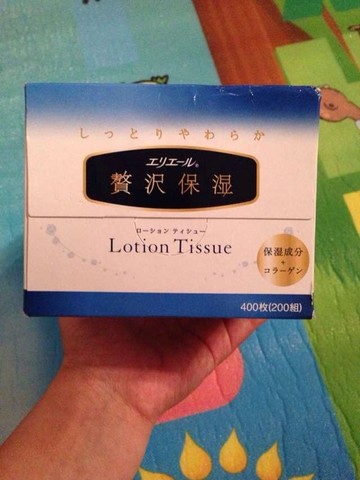 しっとりやわらか
エリエール®
贅沢保湿
ローション ティシュー
Lotion Tissue
保湿成分
+
コラーゲン
400枚(200組)